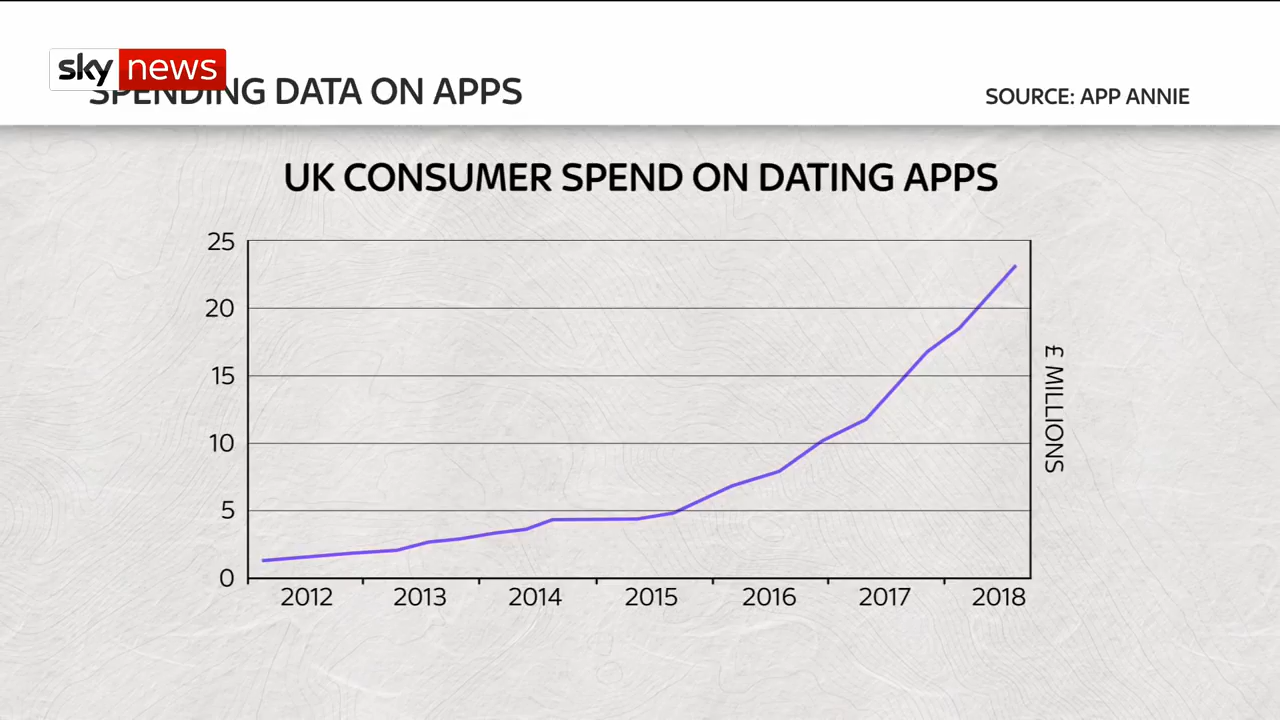 sky news
SPENDING DATA ON APPS
SOURCE: APP ANNIE
UK CONSUMER SPEND ON DATING APPS
25
20
15
10
5
0
£ MILLIONS
2012 2013 2014 2015 2016 2017 2018